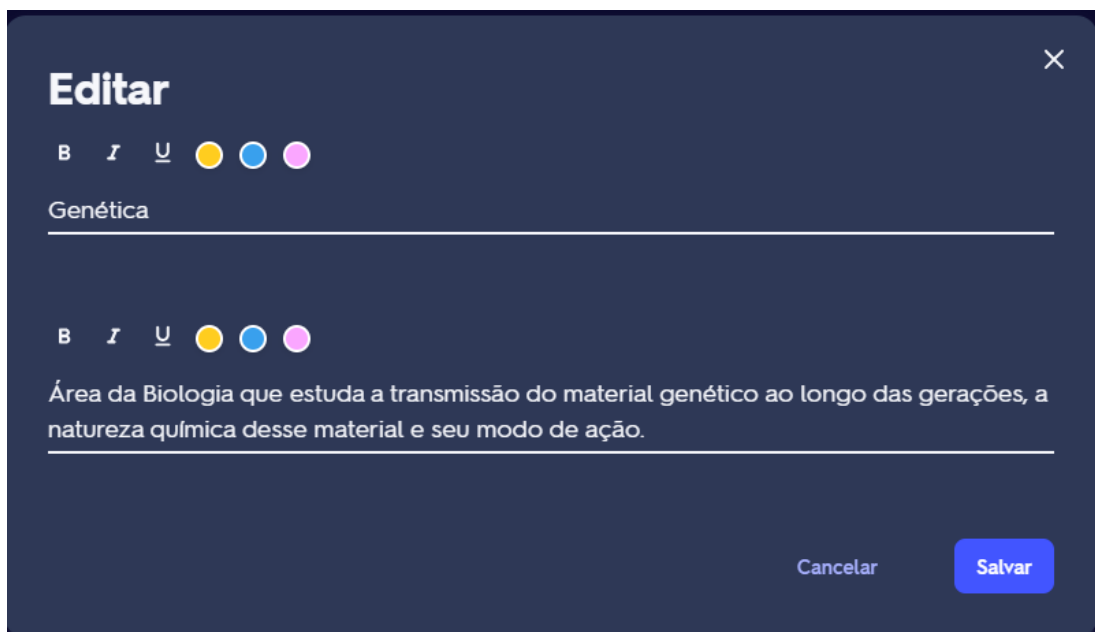 Editar
B I U
Genética
B I U
Área da Biologia que estuda a transmissão do material genético ao longo das gerações, a
natureza química desse material e seu modo de ação.
Cancelar Salvar